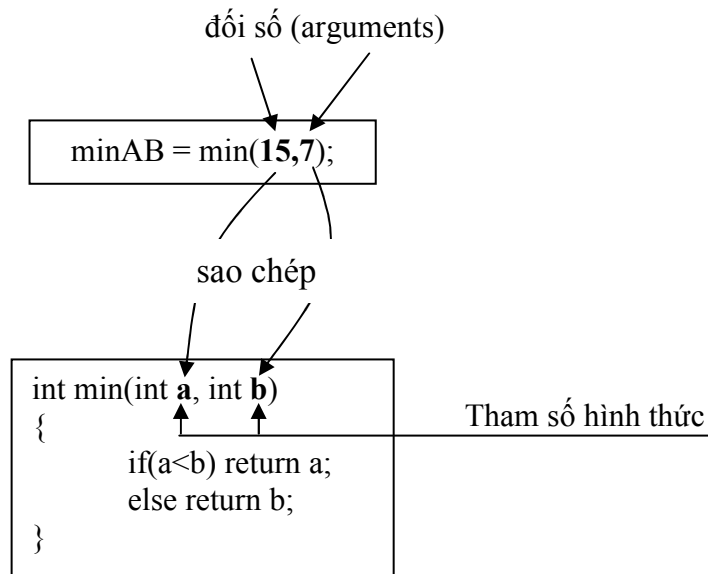 đối số (arguments)
minAB = min(15,7);
sao chép
int min(int a, int b)
{
Tham số hình thức
if(a<b) return a;
else return b;
}